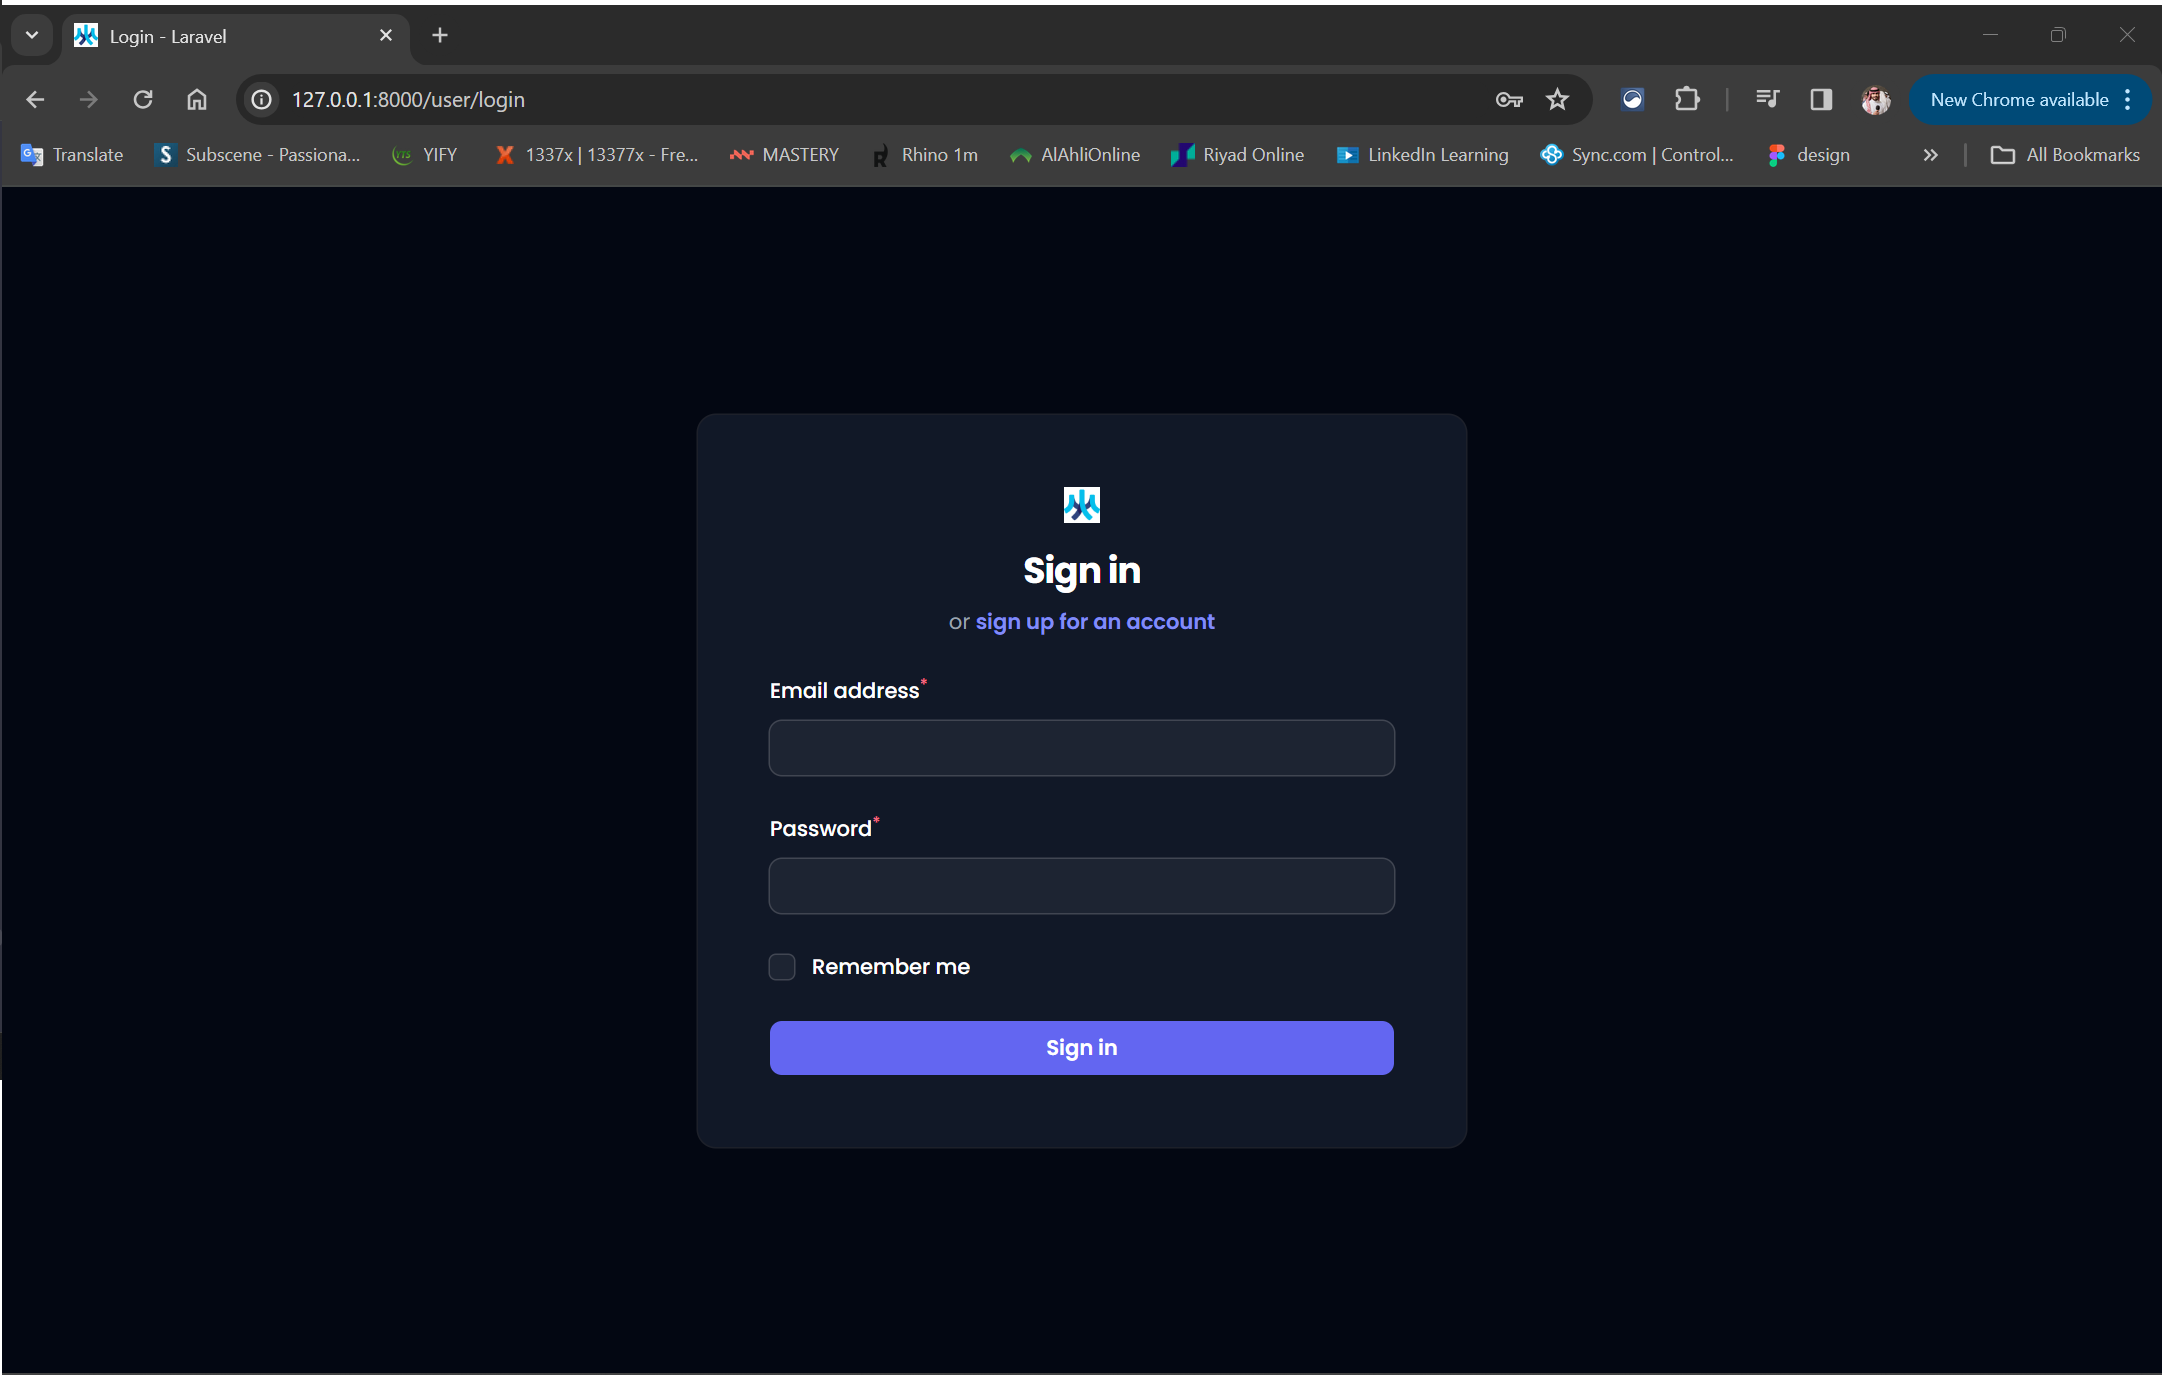 Login - Laravel
127.0.0.1:8000/user/login
New Chrome available
Translate
Subscene - Passiona...
YTS
YIFY
1337x | 13377x - Fre...
MASTERY
Rhino 1m
AlAhliOnline
Riyad Online
LinkedIn Learning
Sync.com | Control...
design
All Bookmarks
Sign in
or sign up for an account
Email address*
Password*
Remember me
Sign in